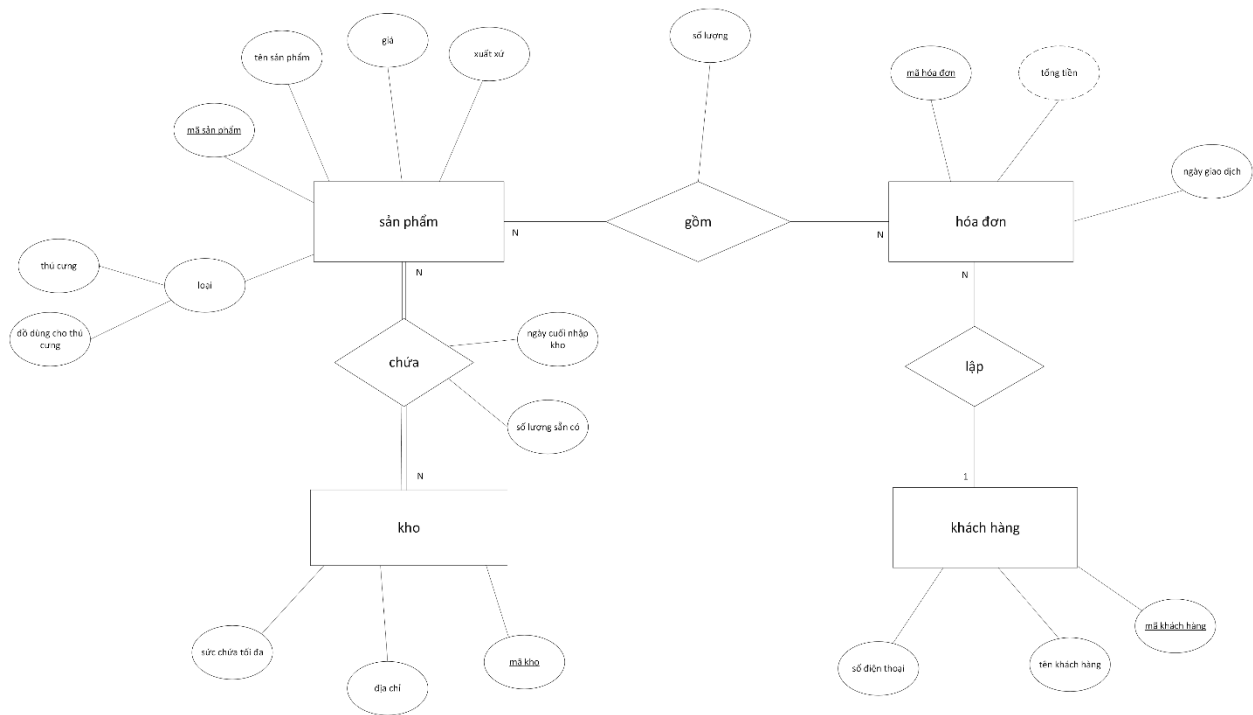 giá
số lượng
tên sản phẩm
xuất xứ
mã hóa đơn
tổng tiền
mã sản phẩm
ngày giao dịch
sản phẩm
gồm
hóa đơn
N
N
thú cưng
loại
N
N
đồ dùng cho thú
cưng
ngày cuối nhập
kho
chứa
lập
số lượng sẵn có
N
1
kho
khách hàng
mã khách hàng
sức chứa tối đa
mã kho
số điện thoại
tên khách hàng
địa chỉ